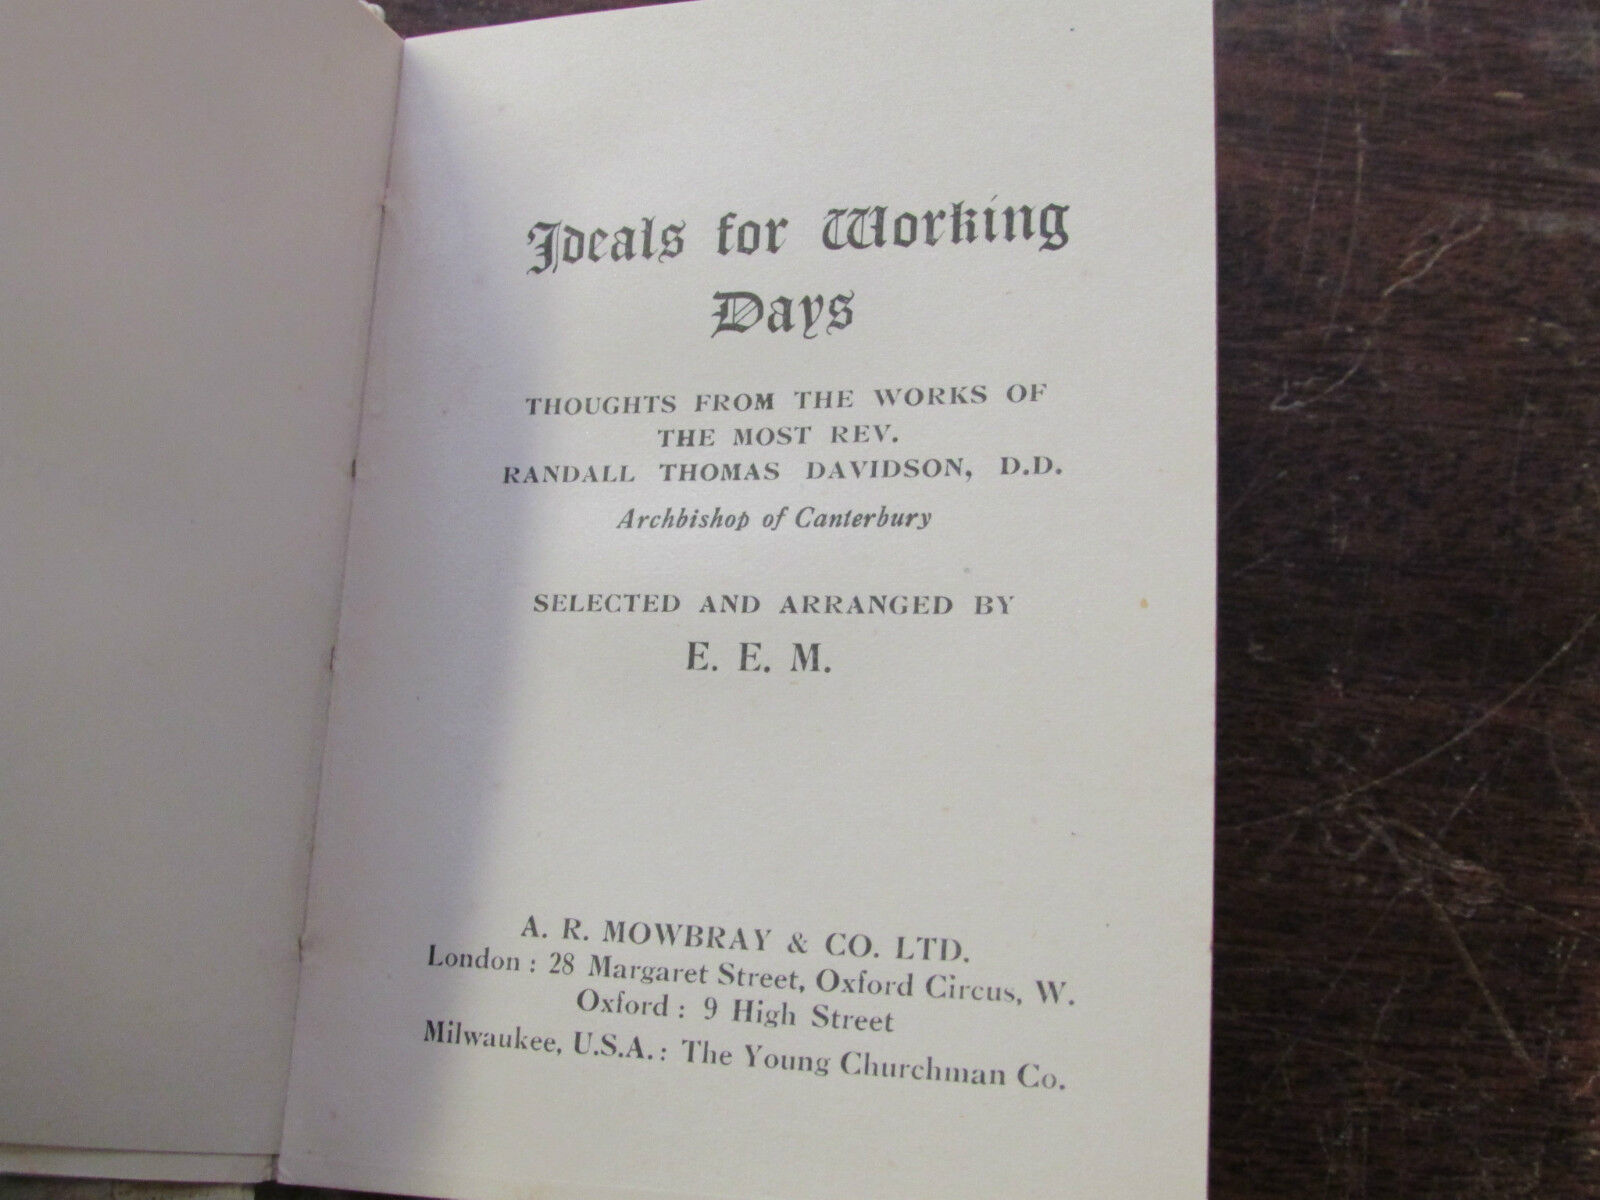 Ideals for Working
Days
THOUGHTS FROM THE WORKS OF
THE MOST REV.
RANDALL THOMAS DAVIDSON, D.D.
Archbishop of Canterbury
SELECTED AND ARRANGED BY
E. E. M.
A. R. MOWBRAY & CO. LTD.
London : 28 Margaret Street, Oxford Circus, W.
Oxford : 9 High Street
Milwaukee, U.S.A. : The Young Churchman Co.